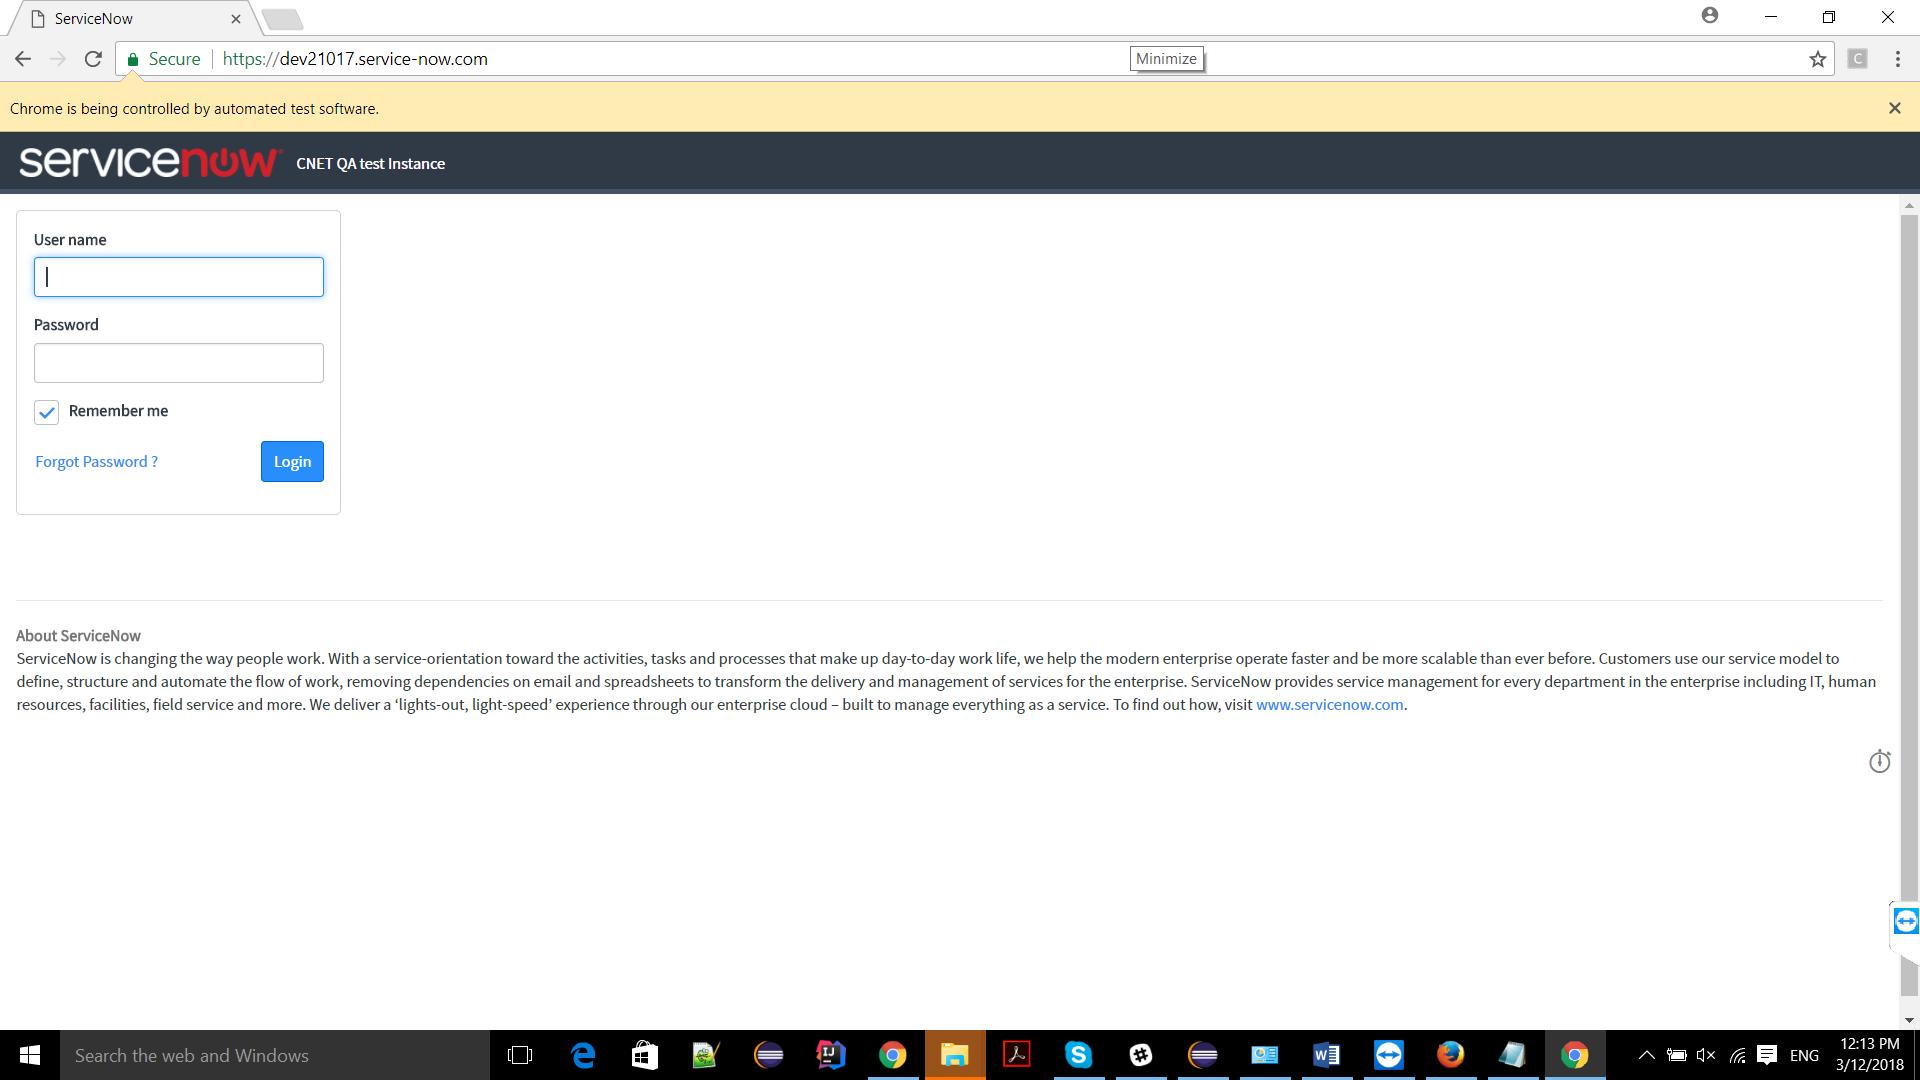 ServiceNow
Secure
https://dev21017.service-now.com
Minimize
C
Chrome is being controlled by automated test software.
servicenow
CNET QA test Instance
User name
Password
Remember me
Forgot Password ?
Login
About ServiceNow
ServiceNow is changing the way people work. With a service-orientation toward the activities, tasks and processes that make up day-to-day work life, we help the modern enterprise operate faster and be more scalable than ever before. Customers use our service model to
define, structure and automate the flow of work, removing dependencies on email and spreadsheets to transform the delivery and management of services for the enterprise. ServiceNow provides service management for every department in the enterprise including IT, human
resources, facilities, field service and more. We deliver a ‘lights-out, light-speed’ experience through our enterprise cloud – built to manage everything as a service. To find out how, visit www.servicenow.com.
Search the web and Windows
ENG
12:13 PM
3/12/2018